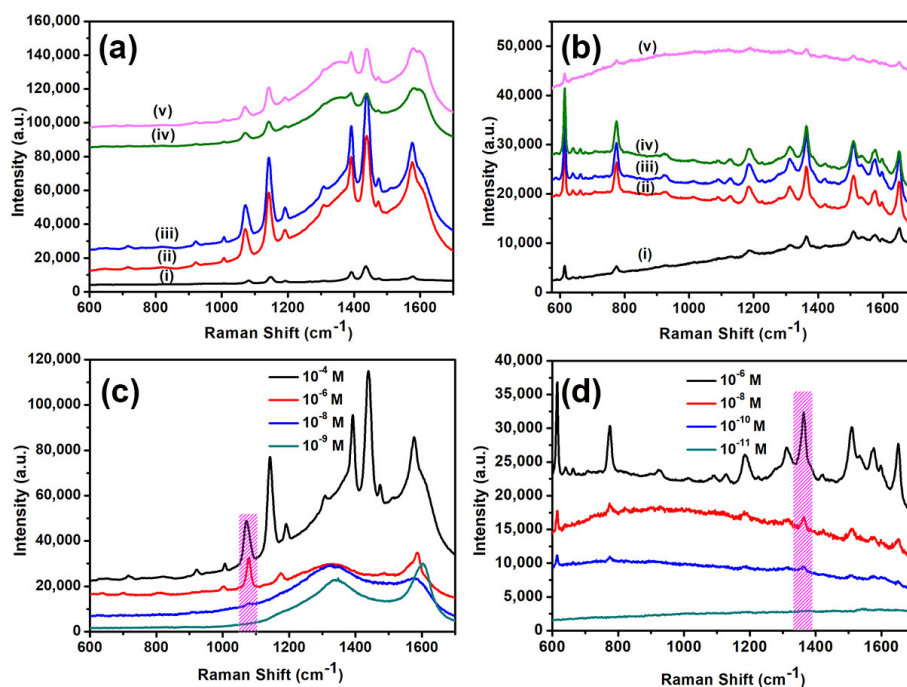 (a)
160,000
140,000
120,000
100,000
80,000
60,000
40,000
20,000
0
Intensity (a.u.)
(v)
(iv)
(iii)
(ii)
(i)
600 800 1000 1200 1400 1600
Raman Shift (cm⁻¹)
(b)
50,000
40,000
30,000
20,000
10,000
0
Intensity (a.u.)
(v)
(iv)
(iii)
(ii)
(i)
600 800 1000 1200 1400 1600
Raman Shift (cm⁻¹)
(c)
120,000
100,000
80,000
60,000
40,000
20,000
0
Intensity (a.u.)
10⁻⁴ M
10⁻⁶ M
10⁻⁸ M
10⁻⁹ M
600 800 1000 1200 1400 1600
Raman Shift (cm⁻¹)
(d)
40,000
35,000
30,000
25,000
22,500
17,500
15,000
10,000
5,000
2,500
0
Intensity (a.u.)
10⁻⁶ M
10⁻⁸ M
10⁻¹⁰ M
10⁻¹¹ M
600 800 1000 1200 1400 1600
Raman Shift (cm⁻¹)